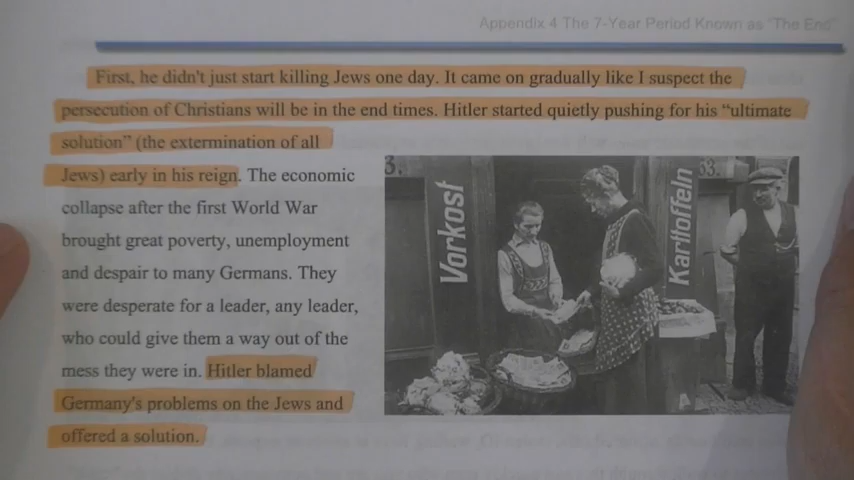 Appendix 4 The 7-Year Period Known as "The End"
First, he didn't just start killing Jews one day. It came on gradually like I suspect the
persecution of Christians will be in the end times. Hitler started quietly pushing for his “ultimate
solution” (the extermination of all
Jews) early in his reign. The economic
collapse after the first World War
brought great poverty, unemployment
and despair to many Germans. They
were desperate for a leader, any leader,
who could give them a way out of the
mess they were in. Hitler blamed
Germany's problems on the Jews and
offered a solution.
3.
Vorkost
Kartloffeln
53.